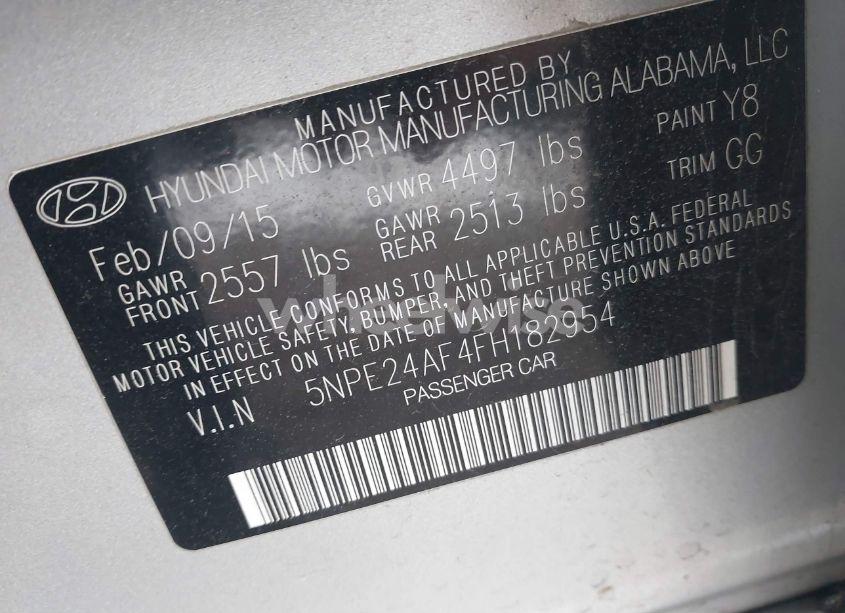 MANUFACTURED BY
HYUNDAI MOTOR MANUFACTURING ALABAMA, LLC
Feb/09/15 GVWR 4497 lbs PAINT Y8
GAWR FRONT 2557 lbs GAWR REAR 2513 lbs TRIM GG
THIS VEHICLE CONFORMS TO ALL APPLICABLE U.S.A. FEDERAL
MOTOR VEHICLE SAFETY, BUMPER, AND THEFT PREVENTION STANDARDS
IN EFFECT ON THE DATE OF MANUFACTURE SHOWN ABOVE
V.I.N 5NPE24AF4FH182954
PASSENGER CAR
wheelwise